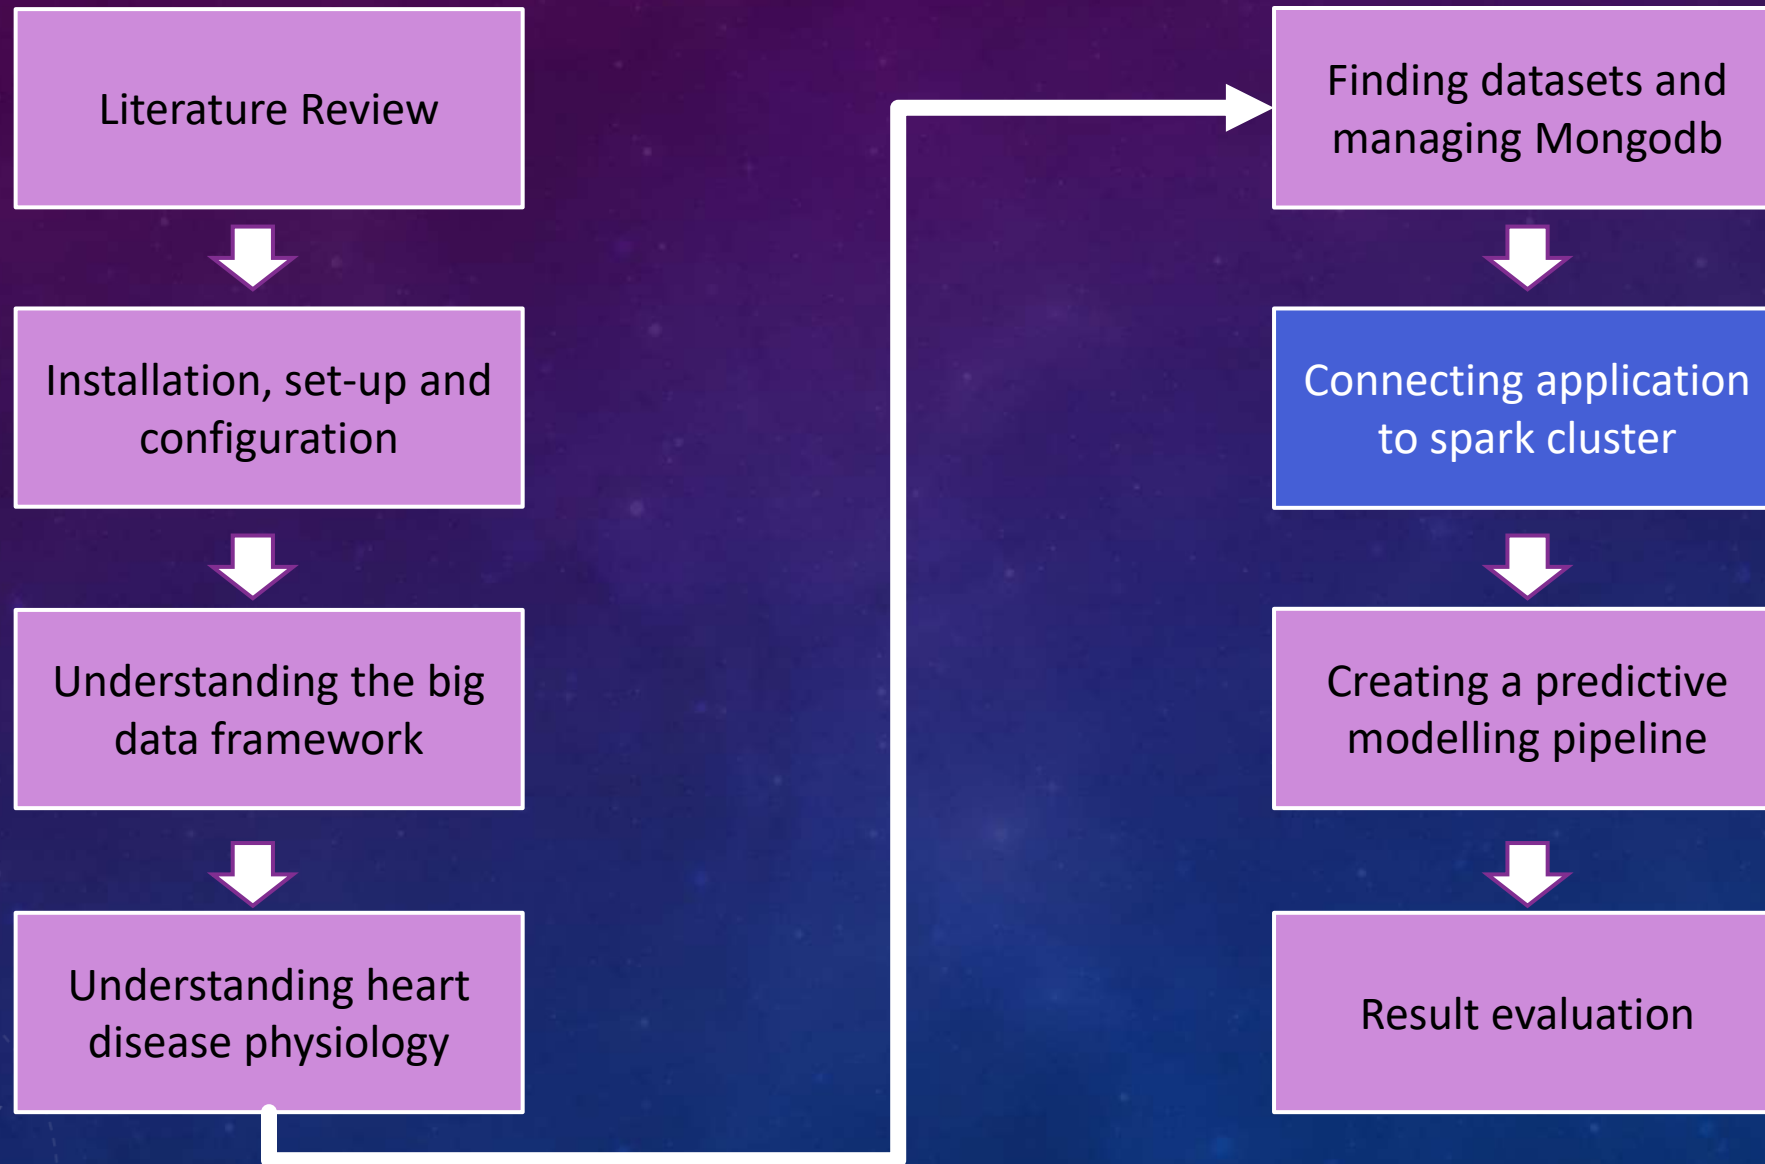 Literature Review
Installation, set-up and
configuration
Understanding the big
data framework
Understanding heart
disease physiology
Finding datasets and
managing Mongodb
Connecting application
to spark cluster
Creating a predictive
modelling pipeline
Result evaluation